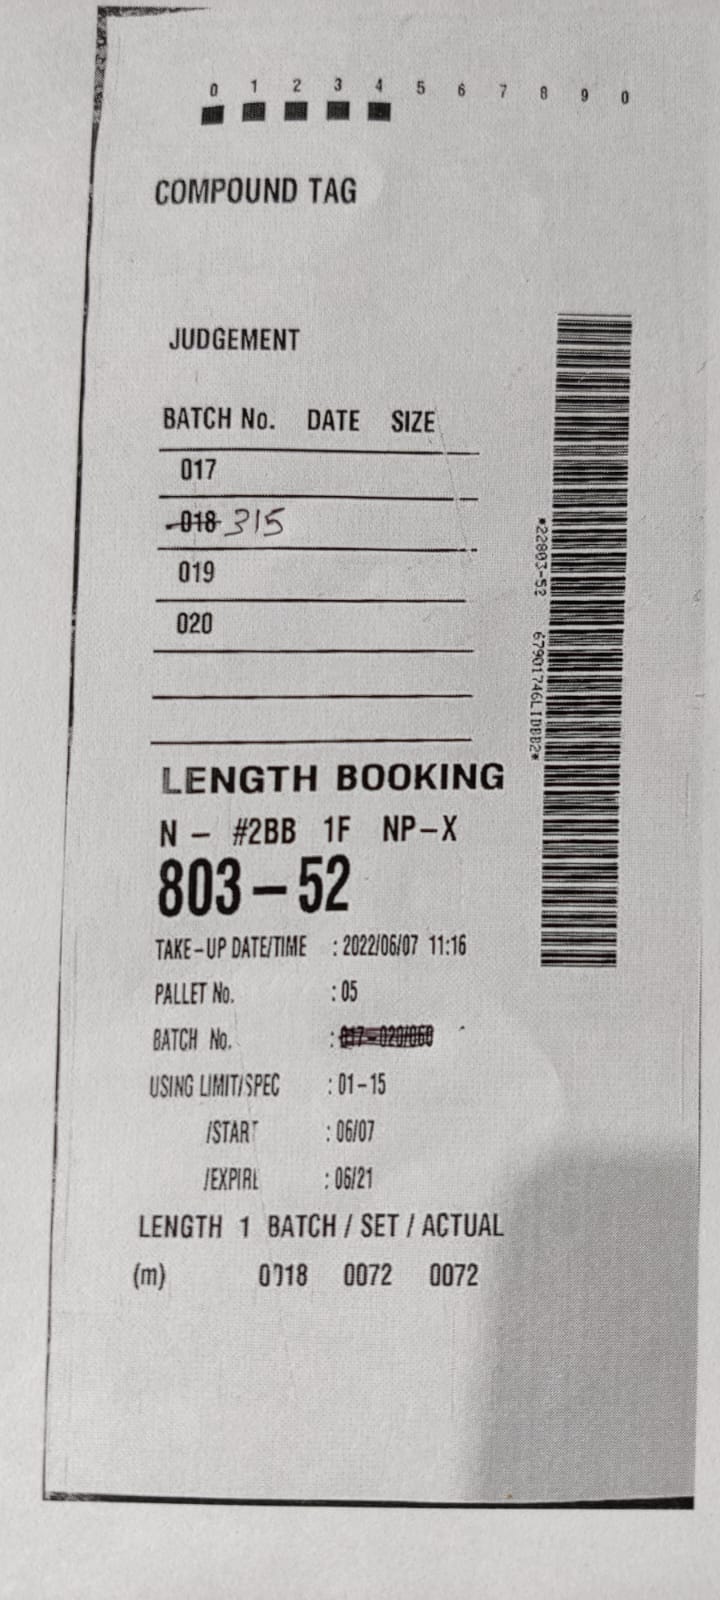 0 1 2 3 4 5 6 7 8 9 0
COMPOUND TAG
JUDGEMENT
BATCH No. DATE SIZE
017
018 315
019
020
LENGTH BOOKING
N - #2BB 1F NP-X
803-52
TAKE-UP DATE/TIME : 2022/06/07 11:16
PALLET No. : 05
BATCH No. : 017-020/060
USING LIMIT/SPEC : 01-15
/START : 06/07
/EXPIRE : 06/21
LENGTH 1 BATCH / SET / ACTUAL
(m) 0018 0072 0072
*22803-52